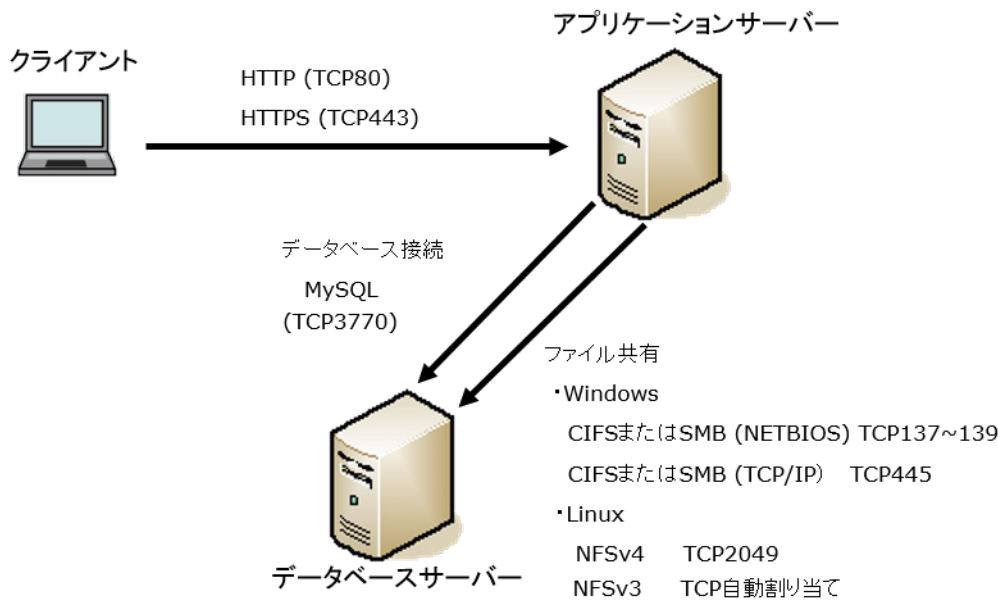 アプリケーションサーバー
クライアント
HTTP (TCP80)
HTTPS (TCP443)
データベース接続
MySQL
(TCP3770)
ファイル共有
・Windows
CIFSまたはSMB (NETBIOS) TCP137~139
CIFSまたはSMB (TCP/IP) TCP445
・Linux
NFSv4 TCP2049
NFSv3 TCP自動割り当て
データベースサーバー